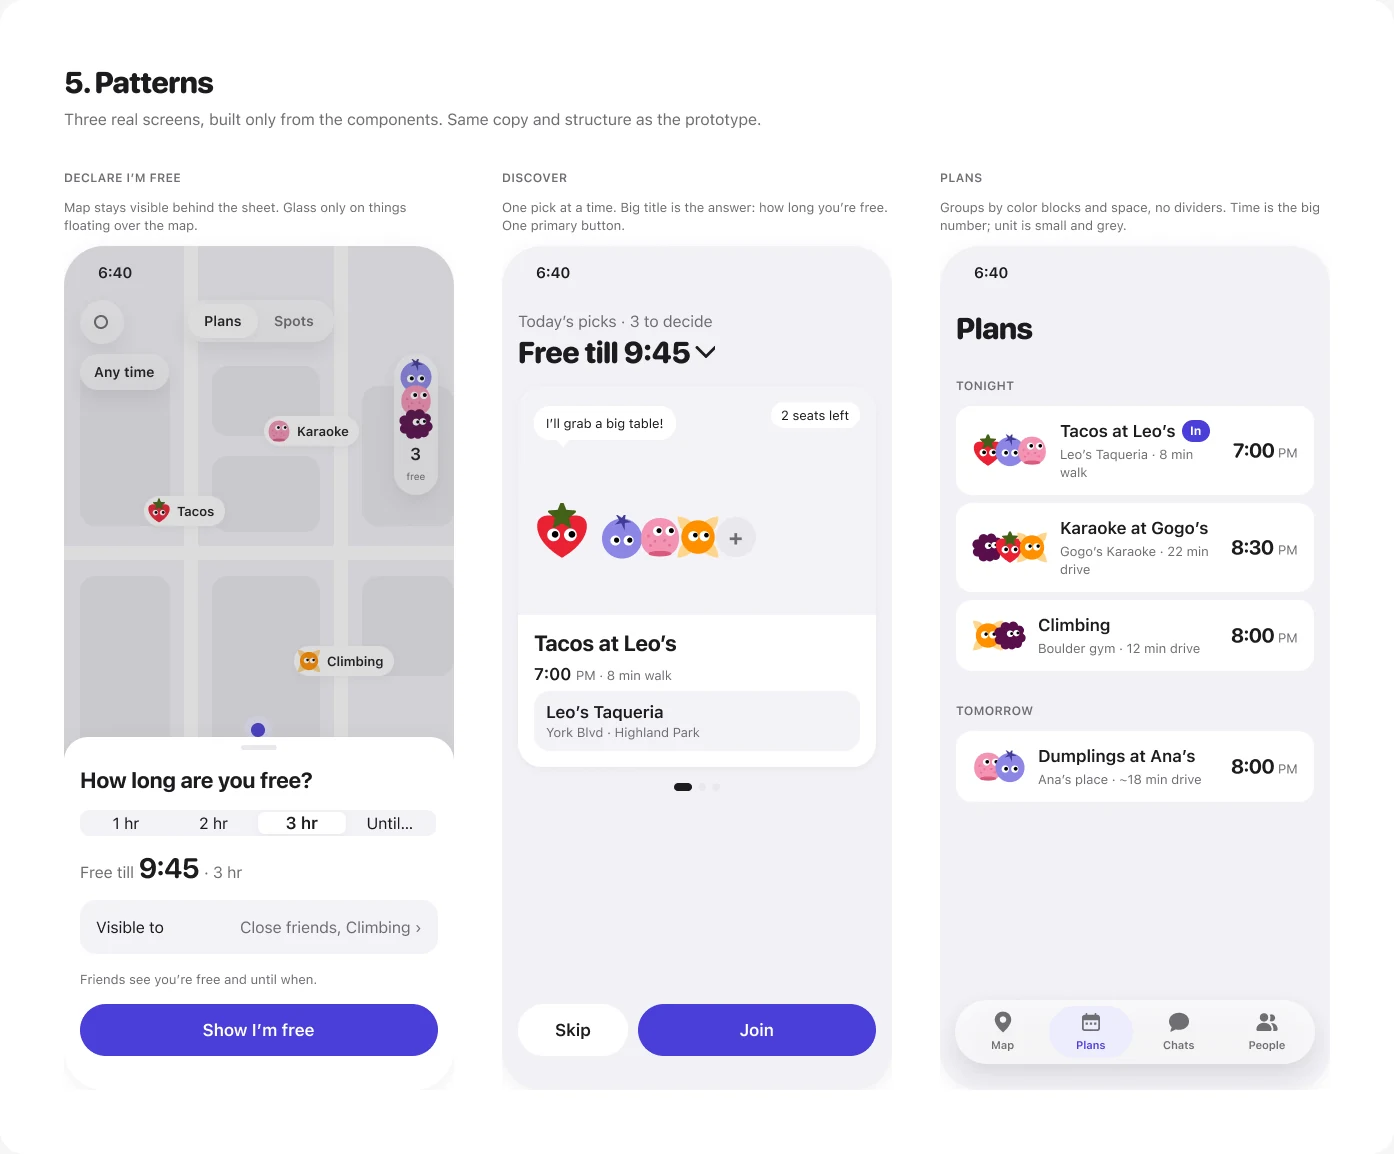 5. Patterns
Three real screens, built only from the components. Same copy and structure as the prototype.
DECLARE I’M FREE
Map stays visible behind the sheet. Glass only on things
floating over the map.
6:40
Plans
Spots
Any time
Karaoke
3
free
Tacos
Climbing
How long are you free?
1 hr
2 hr
3 hr
Until...
Free till 9:45 · 3 hr
Visible to
Close friends, Climbing ›
Friends see you’re free and until when.
Show I’m free
DISCOVER
One pick at a time. Big title is the answer: how long you’re free.
One primary button.
6:40
Today’s picks · 3 to decide
Free till 9:45
I’ll grab a big table!
2 seats left
+
Tacos at Leo’s
7:00 PM · 8 min walk
Leo’s Taqueria
York Blvd · Highland Park
Skip
Join
PLANS
Groups by color blocks and space, no dividers. Time is the big
number; unit is small and grey.
6:40
Plans
TONIGHT
Tacos at Leo’s In
Leo’s Taqueria · 8 min
walk
7:00 PM
Karaoke at Gogo’s
Gogo’s Karaoke · 22 min
drive
8:30 PM
Climbing
Boulder gym · 12 min drive
8:00 PM
TOMORROW
Dumplings at Ana’s
Ana’s place · ~18 min drive
8:00 PM
Map
Plans
Chats
People